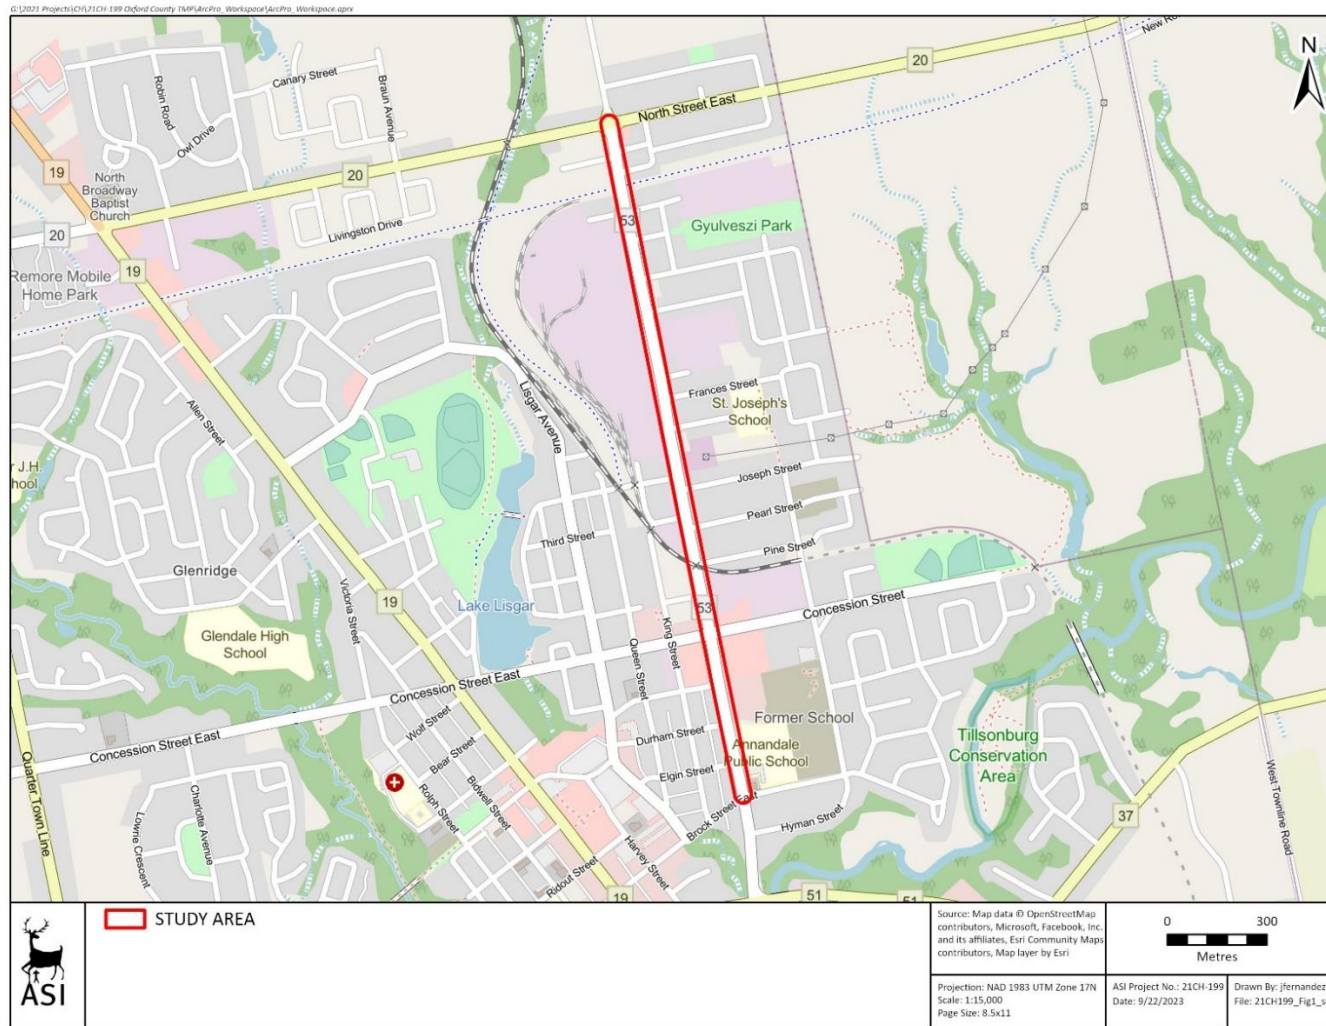 G:\2021 Projects\CH\21CH-199 Oxford County TMP\ArcPro_Workspace\ArcPro_Workspace.aprx
N
20
New Ro
Canary Street
Robin Road
Braun Avenue
Owl Drive
North Street East
19
North
Broadway
Baptist
Church
20
20
Livingston Drive
53
Gyulveszi Park
19
Remore Mobile
Home Park
Allen Street
Lisgar Avenue
Frances Street
St. Joseph's
School
r J.H.
hool
Joseph Street
Pearl Street
Third Street
Pine Street
Glenridge
Victoria Street
19
Lake Lisgar
53
Concession Street
King Street
Queen Street
Glendale High
School
Concession Street East
Concession Street East
Quarter Town Line
Wolf Street
Bear Street
Durham Street
Former School
Annandale
Public School
Elgin Street
Tillsonburg
Conservation
Area
West Townline Road
Charlotte Avenue
Lowrie Crescent
Rolph Street
Bidwell Street
Brock Street East
Hyman Street
37
Harvey Street
Ridout Street
19
51
51
ASI
STUDY AREA
Source: Map data © OpenStreetMap
contributors, Microsoft, Facebook, Inc.
and its affiliates, Esri Community Maps
contributors, Map layer by Esri
0 300
Metres
Projection: NAD 1983 UTM Zone 17N
Scale: 1:15,000
Page Size: 8.5x11
ASI Project No.: 21CH-199
Date: 9/22/2023
Drawn By: jfernandez
File: 21CH199_Fig1_s